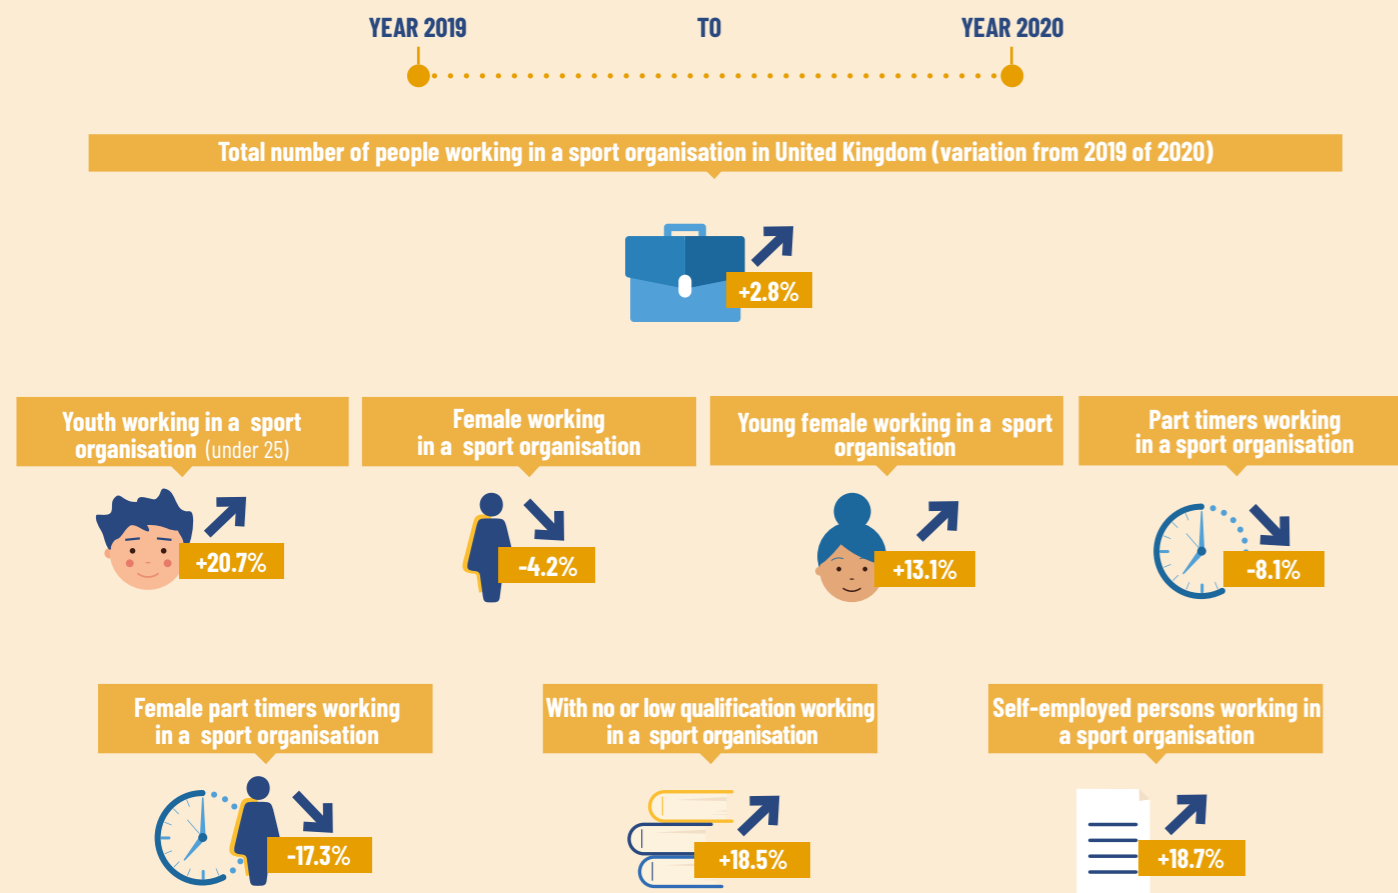 YEAR 2019 TO YEAR 2020
Total number of people working in a sport organisation in United Kingdom (variation from 2019 of 2020)
+2.8%
Youth working in a sport
organisation (under 25)
+20.7%
Female working
in a sport organisation
-4.2%
Young female working in a sport
organisation
+13.1%
Part timers working
in a sport organisation
-8.1%
Female part timers working
in a sport organisation
-17.3%
With no or low qualification working
in a sport organisation
+18.5%
Self-employed persons working in
a sport organisation
+18.7%